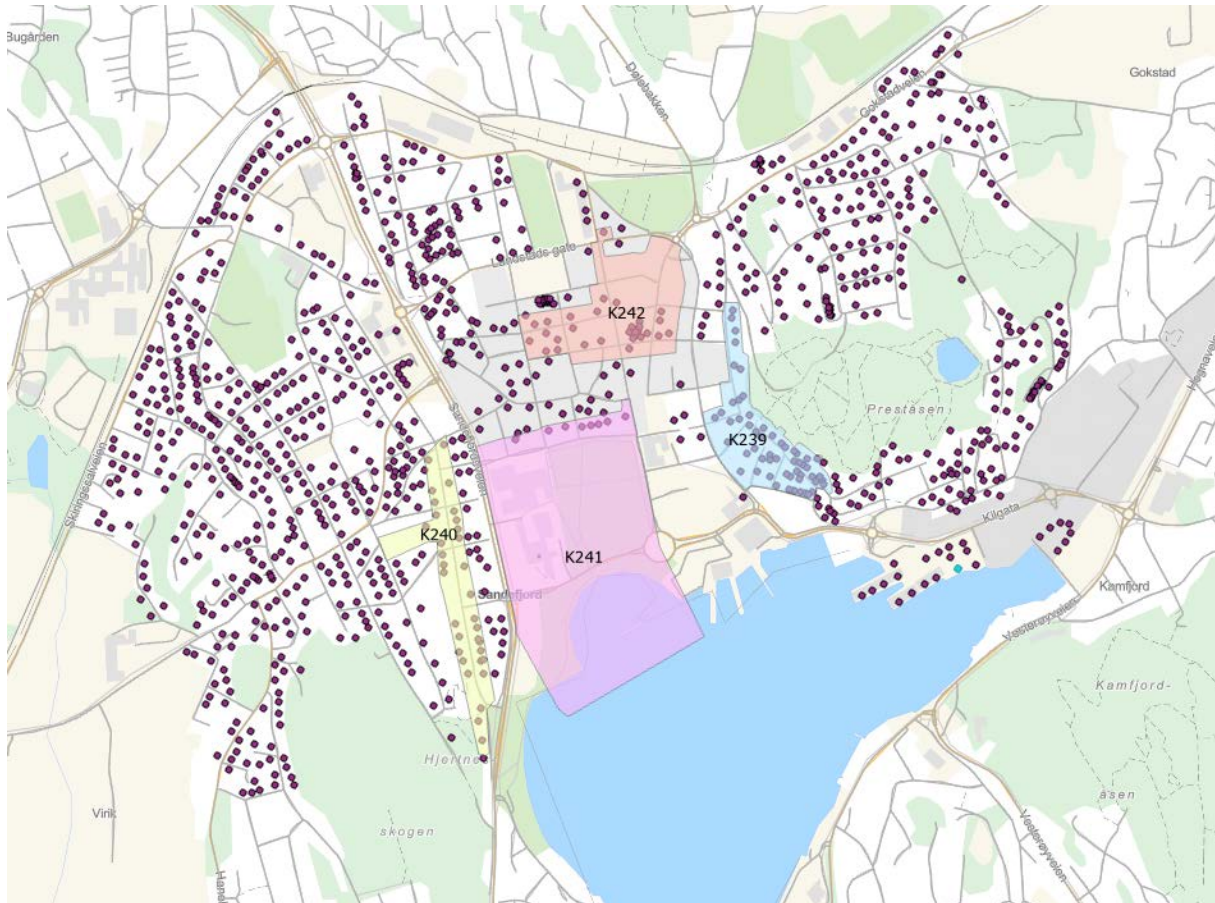 Bugården
Gokstad
Dølebakken
Gokstadveien
Landstads gate
K242
Preståsen
K239
Sandefjordsveien
Skiringssalveien
Kilgata
K240
K241
Sandefjord
Kamfjord
Vesterøyveien
Kamfjord-
Hjertnes-
åsen
Virik
skogen
Vesterøyveien